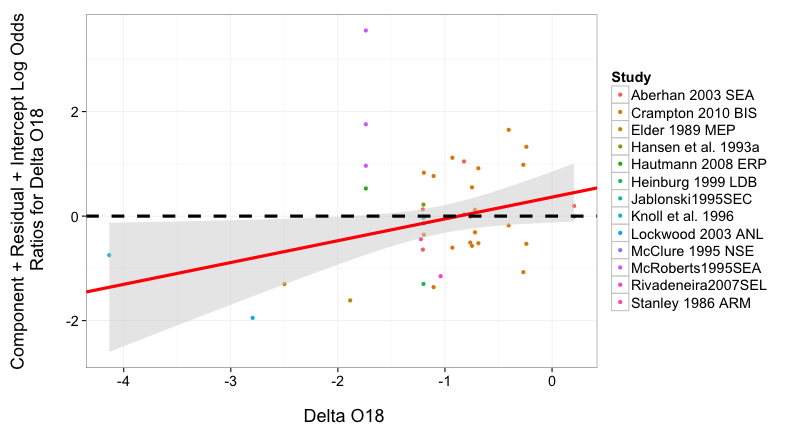 Component + Residual + Intercept Log Odds
Ratios for Delta O18
2
0
-2
-4
-3
-2
-1
0
Delta O18
Study
Aberhan 2003 SEA
Crampton 2010 BIS
Elder 1989 MEP
Hansen et al. 1993a
Hautmann 2008 ERP
Heinburg 1999 LDB
Jablonski1995SEC
Knoll et al. 1996
Lockwood 2003 ANL
McClure 1995 NSE
McRoberts1995SEA
Rivadeneira2007SEL
Stanley 1986 ARM